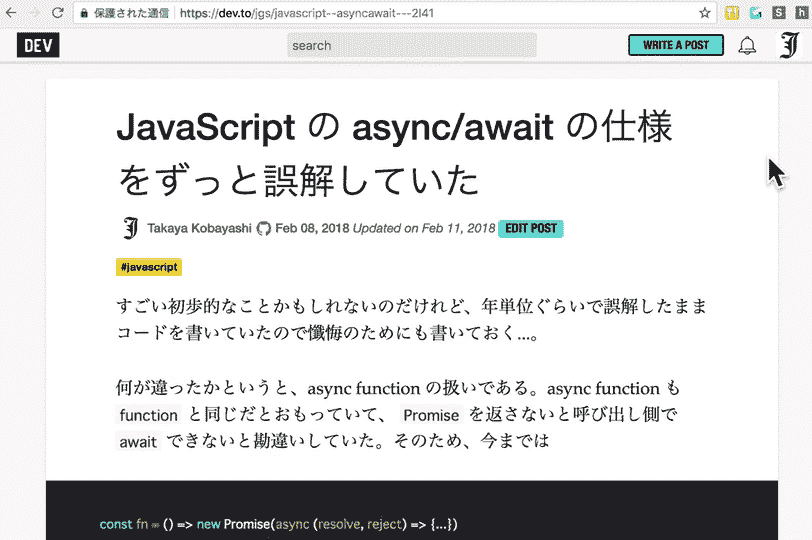 保護された通信 https://dev.to/jgs/javascript--asyncawait---2l41
DEV search WRITE A POST
JavaScript の async/await の仕様
をずっと誤解していた
Takaya Kobayashi Feb 08, 2018 Updated on Feb 11, 2018 EDIT POST
#javascript
すごい初歩的なことかもしれないのだけれど、年単位ぐらいで誤解したまま
コードを書いていたので懺悔のためにも書いておく...。
何が違ったかというと、async function の扱いである。async function も
function と同じだとおもっていて、 Promise を返さないと呼び出し側で
await できないと勘違いしていた。そのため、今までは
const fn = () => new Promise(async (resolve, reject) => {...})